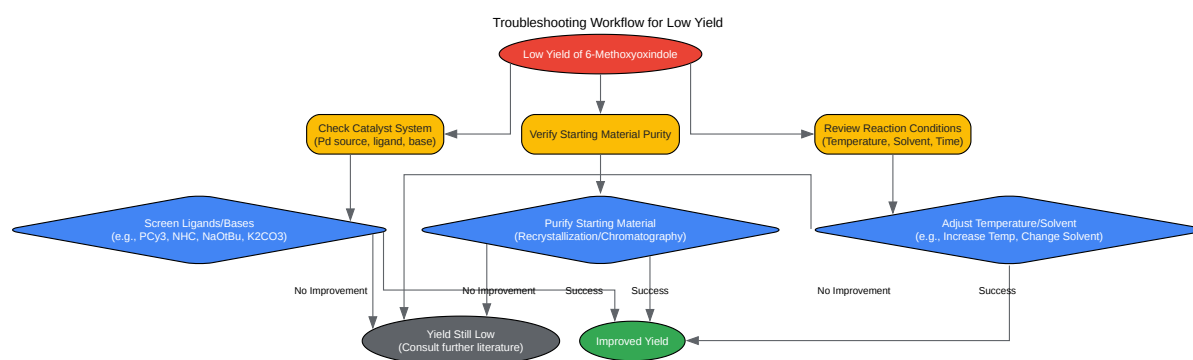 Troubleshooting Workflow for Low Yield
Low Yield of 6-Methoxyoxindole
Check Catalyst System
(Pd source, ligand, base)
Verify Starting Material Purity
Review Reaction Conditions
(Temperature, Solvent, Time)
Screen Ligands/Bases
(e.g., PCy3, NHC, NaOtBu, K2CO3)
Purify Starting Material
(Recrystallization/Chromatography)
Adjust Temperature/Solvent
(e.g., Increase Temp, Change Solvent)
No Improvement
No Improvement
Success
Success
No Improvement
Success
Yield Still Low
(Consult further literature)
Improved Yield